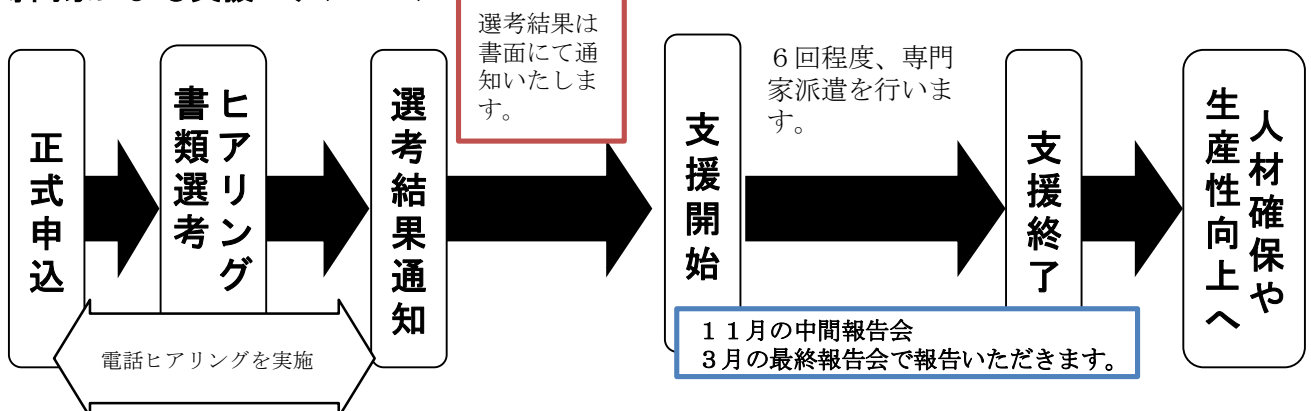 正式申込
ヒアリング
書類選考
選考結果通知
選考結果は
書面にて通
知いたしま
す。
支援開始
６回程度、専門
家派遣を行いま
す。
支援終了
人材確保や
生産性向上へ
電話ヒアリングを実施
１１月の中間報告会
３月の最終報告会で報告いただきます。